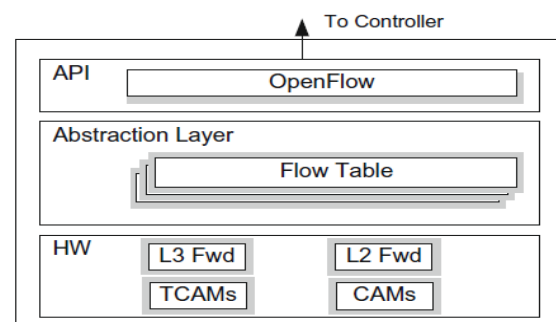 To Controller
API
OpenFlow
Abstraction Layer
Flow Table
HW
L3 Fwd
L2 Fwd
TCAMs
CAMs